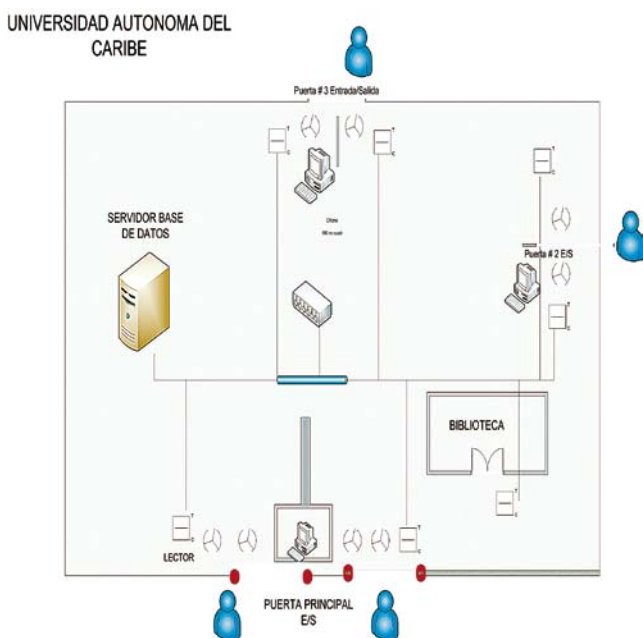 UNIVERSIDAD AUTONOMA DEL
CARIBE
Puerta # 3 Entrada/Salida
T
C
T
C
T
C
SERVIDOR BASE
DE DATOS
Puerta # 2 E/S
T
C
BIBLIOTECA
T
C
T
C
T
C
LECTOR
PUERTA PRINCIPAL
E/S